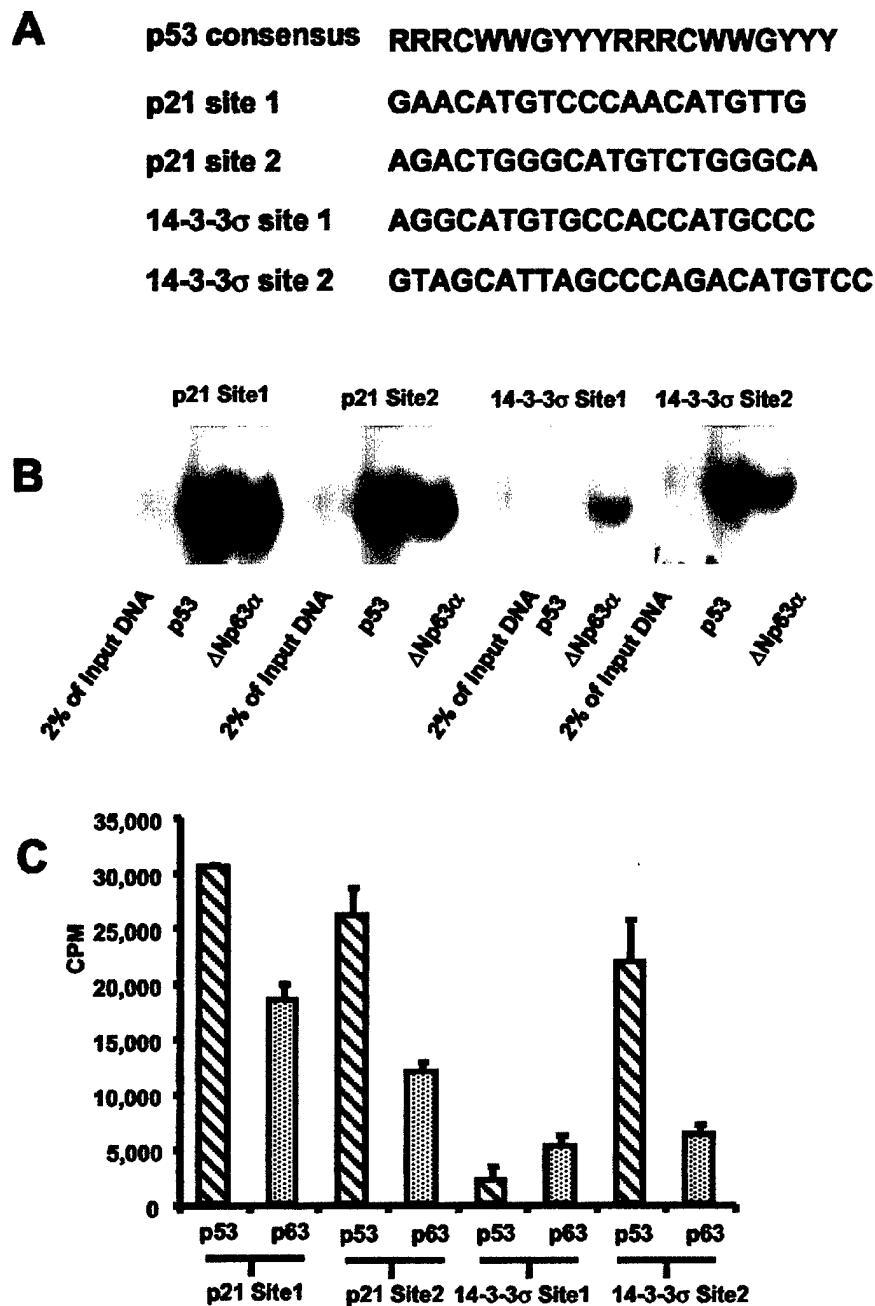 A
p53 consensus RRRCWWGYYYRRRCWWGYYY
p21 site 1 GAACATGTCCCAACATGTTG
p21 site 2 AGACTGGGCATGTCTGGGCA
14-3-3σ site 1 AGGCATGTGCCACCATGCCC
14-3-3σ site 2 GTAGCATTAGCCCAGACATGTCC
B
p21 Site1 p21 Site2 14-3-3σ Site1 14-3-3σ Site2
2% of Input DNA p53 ΔNp63α 2% of Input DNA p53 ΔNp63α 2% of Input DNA p53 ΔNp63α 2% of Input DNA p53 ΔNp63α
C
CPM
35,000
30,000
25,000
20,000
15,000
10,000
5,000
0
p53 p63 p53 p63 p53 p63 p53 p63
p21 Site1 p21 Site2 14-3-3σ Site1 14-3-3σ Site2